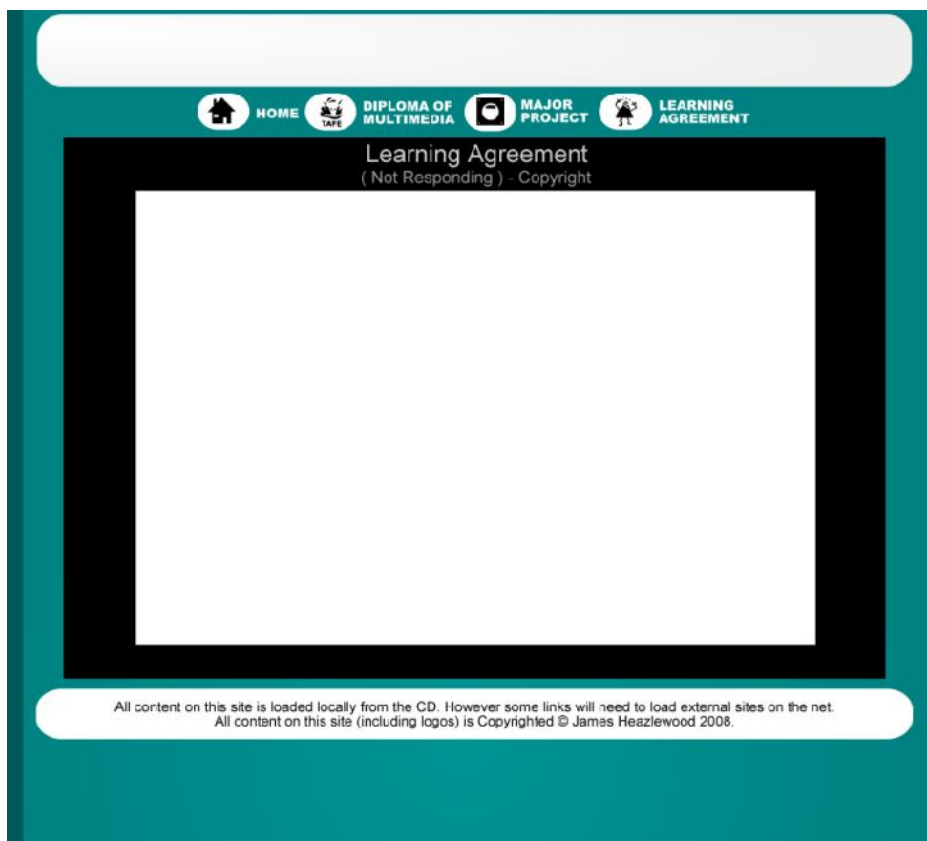 HOME
TAFE
DIPLOMA OF
MULTIMEDIA
MAJOR
PROJECT
LEARNING
AGREEMENT
Learning Agreement
( Not Responding ) - Copyright
All content on this site is loaded locally from the CD. However some links will need to load external sites on the net.
All content on this site (including logos) is Copyrighted © James Heazlewood 2008.